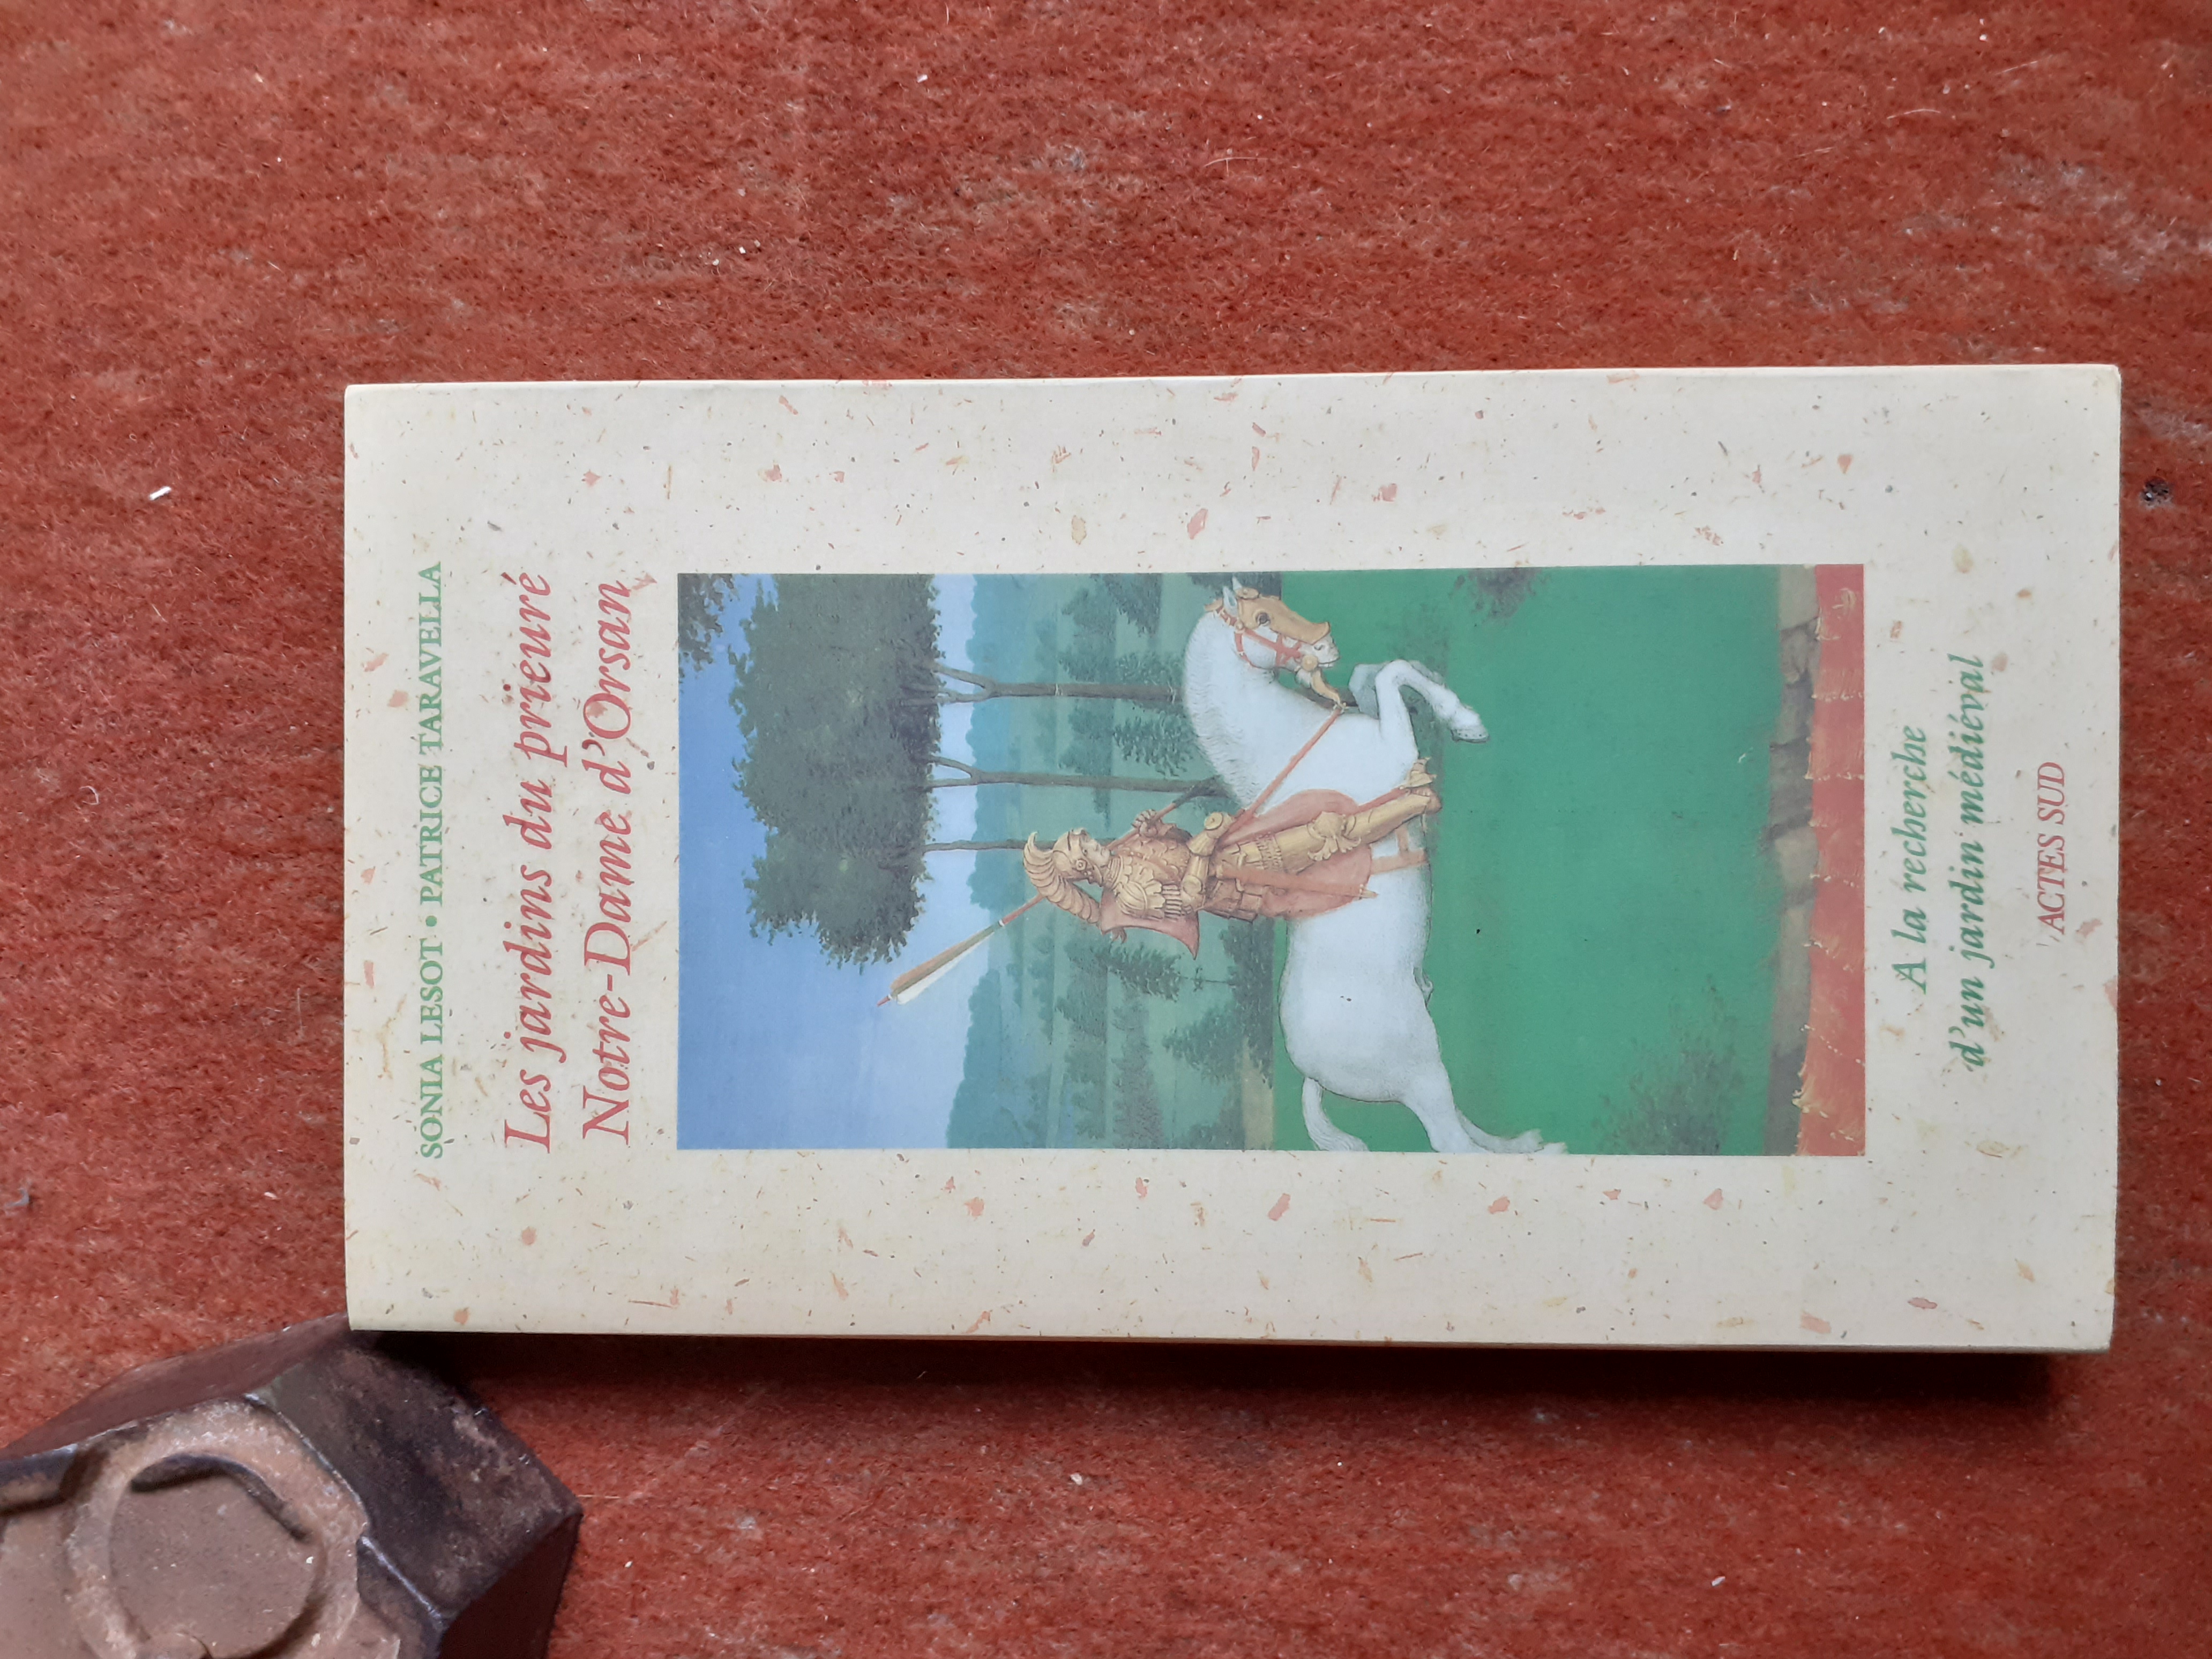 SONIA LESOT • PATRICE TARAVELLA
Les jardins du prieuré
Notre-Dame d'Orsan
A la recherche
d'un jardin médiéval
ACTES SUD